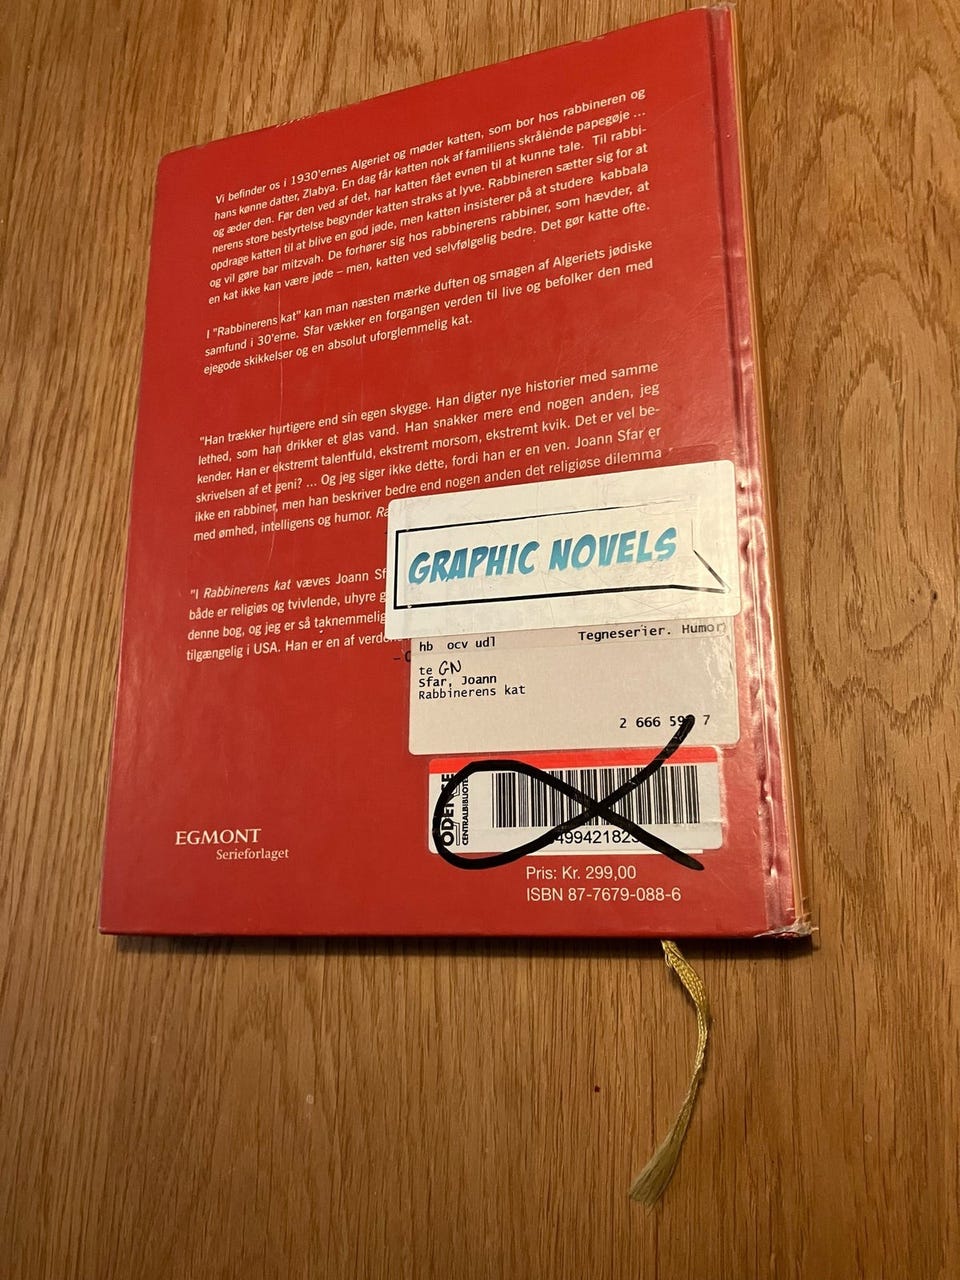 Vi befinder os i 1930'ernes Algeriet og møder katten, som bor hos rabbineren og
hans kønne datter, Zlabya. En dag får katten nok af familiens skrålende papegøje ...
og æder den. Før den ved af det, har katten fået evnen til at kunne tale. Til rabbi-
nerens store bestyrtelse begynder katten straks at lyve. Rabbineren sætter sig for at
opdrage katten til at blive en god jøde, men katten insisterer på at studere kabbala
og vil gøre bar mitzvah. De forhører sig hos rabbinerens rabbiner, som hævder, at
en kat ikke kan være jøde – men, katten ved selvfølgelig bedre. Det gør katte ofte.
I "Rabbinerens kat" kan man næsten mærke duften og smagen af Algeriets jødiske
samfund i 30'erne. Sfar vækker en forgangen verden til live og befolker den med
ejegode skikkelser og en absolut uforglemmelig kat.
"Han trækker hurtigere end sin egen skygge. Han digter nye historier med samme
lethed, som han drikker et glas vand. Han snakker mere end nogen anden, jeg
kender. Han er ekstremt talentfuld, ekstremt morsom, ekstremt kvik. Det er vel be-
skrivelsen af et geni? ... Og jeg siger ikke dette, fordi han er en ven. Joann Sfar er
ikke en rabbiner, men han beskriver bedre end nogen anden det religiøse dilemma
med ømhed, intelligens og humor.
"I Rabbinerens kat væves Joann
både er religiøs og tvivlende, uhyre
denne bog, og jeg er så taknemmelig
tilgængelig i USA. Han er en af
GRAPHIC NOVELS
hb ocv udl Tegneserier. Humor
te GN
Sfar, Joann
Rabbinerens kat
2 666 7
ODENSE
CENTRALBIBLIOTEK
EGMONT
Serieforlaget
Pris: Kr. 299,00
ISBN 87-7679-088-6